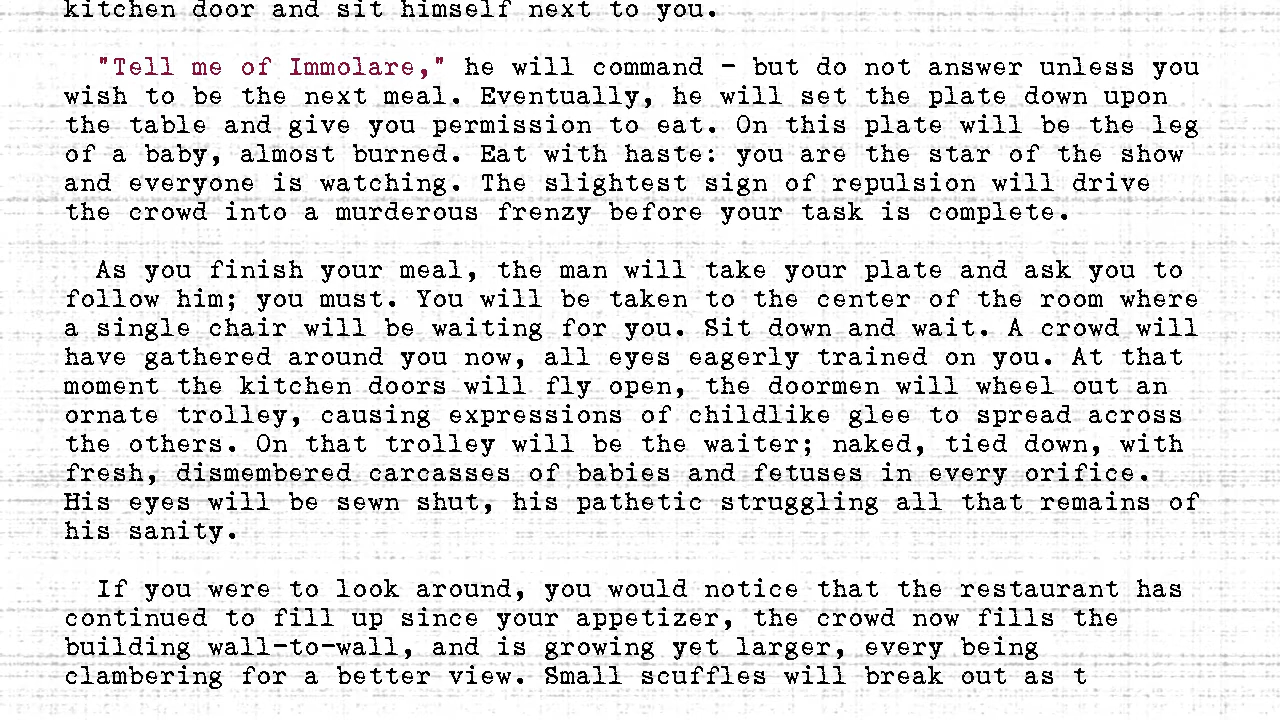 kitchen door and sit himself next to you.
"Tell me of Immolare," he will command - but do not answer unless you
wish to be the next meal. Eventually, he will set the plate down upon
the table and give you permission to eat. On this plate will be the leg
of a baby, almost burned. Eat with haste: you are the star of the show
and everyone is watching. The slightest sign of repulsion will drive
the crowd into a murderous frenzy before your task is complete.
As you finish your meal, the man will take your plate and ask you to
follow him; you must. You will be taken to the center of the room where
a single chair will be waiting for you. Sit down and wait. A crowd will
have gathered around you now, all eyes eagerly trained on you. At that
moment the kitchen doors will fly open, the doormen will wheel out an
ornate trolley, causing expressions of childlike glee to spread across
the others. On that trolley will be the waiter; naked, tied down, with
fresh, dismembered carcasses of babies and fetuses in every orifice.
His eyes will be sewn shut, his pathetic struggling all that remains of
his sanity.
If you were to look around, you would notice that the restaurant has
continued to fill up since your appetizer, the crowd now fills the
building wall-to-wall, and is growing yet larger, every being
clambering for a better view. Small scuffles will break out as t